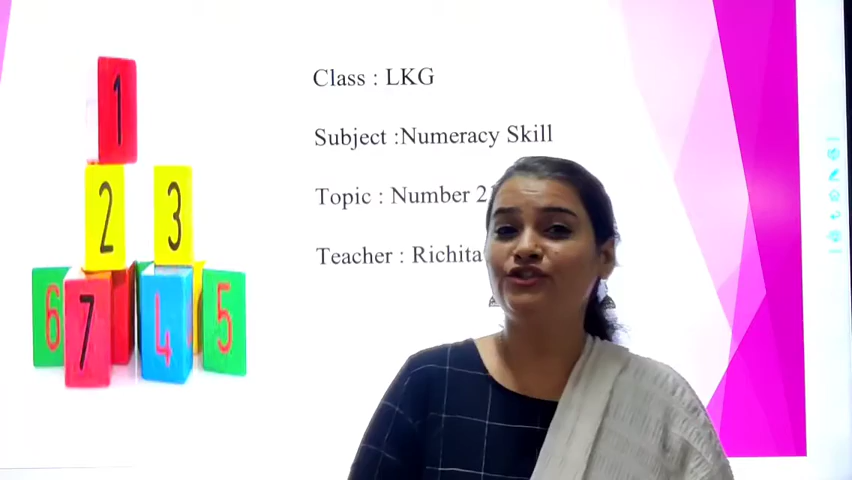 Class : LKG
Subject :Numeracy Skill
Topic : Number 2
Teacher : Richita
1
2 3
6 7 4 5